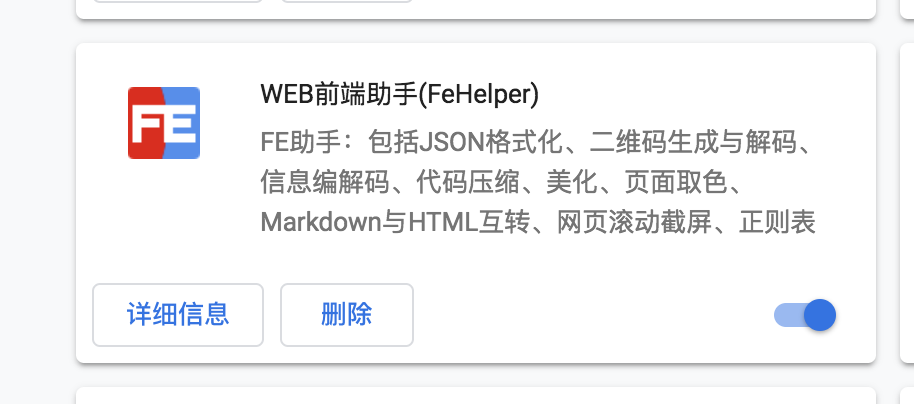 FE
WEB前端助手(FeHelper)
FE助手：包括JSON格式化、二维码生成与解码、
信息编解码、代码压缩、美化、页面取色、
Markdown与HTML互转、网页滚动截屏、正则表
详细信息
删除